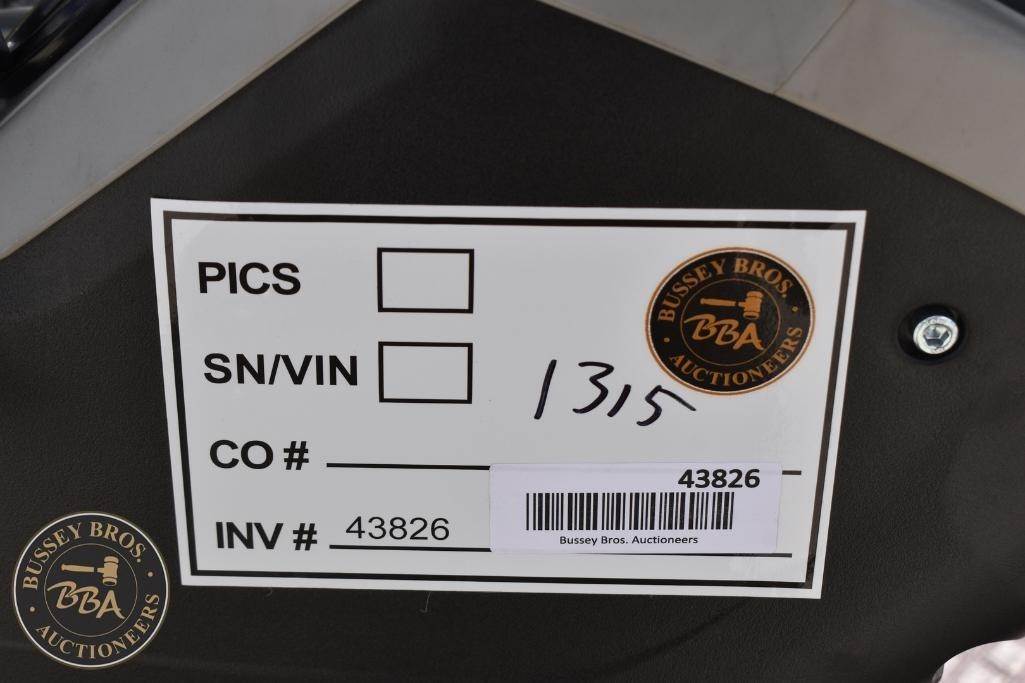 PICS
BUSSEY BROS.
BBA
AUCTIONEERS
SN/VIN
1315
CO #
43826
INV # 43826
Bussey Bros. Auctioneers
BUSSEY BROS.
BBA
AUCTIONEERS